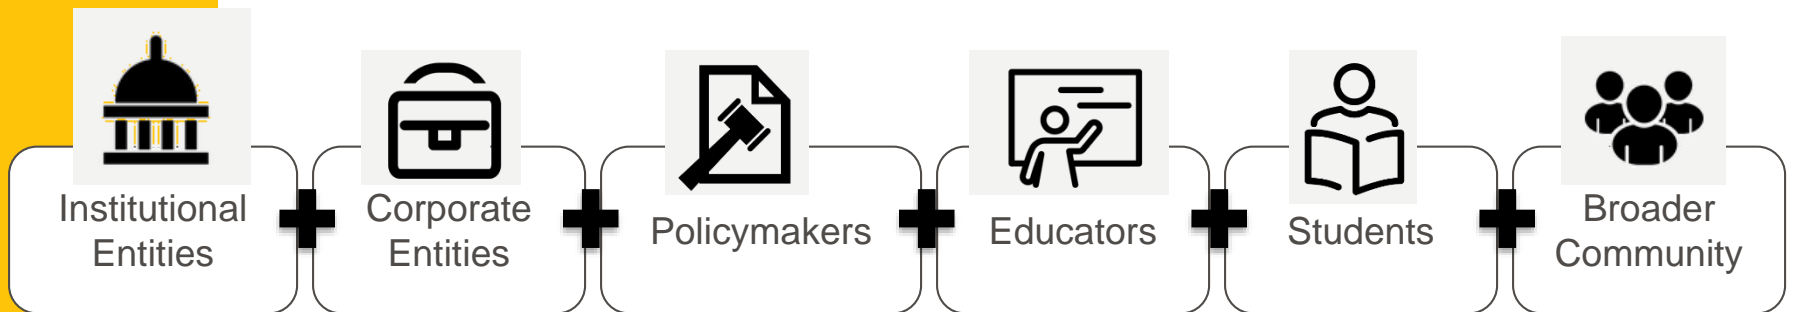 Institutional
Entities
Corporate
Entities
Policymakers
Educators
Students
Broader
Community